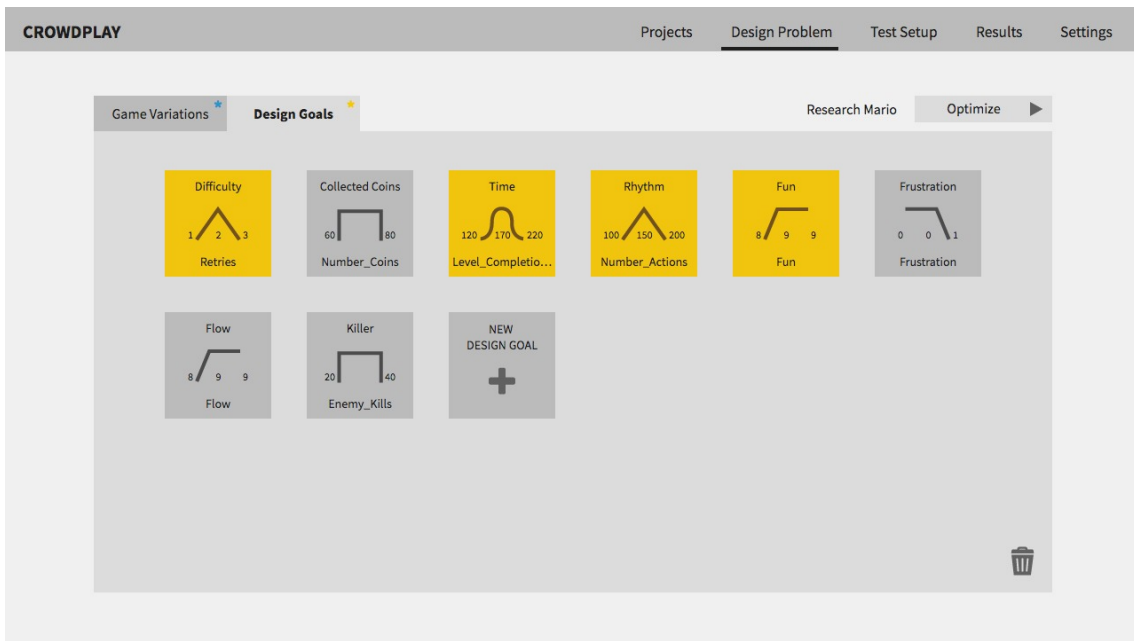 CROWDPLAY
Projects Design Problem Test Setup Results Settings
Game Variations * Design Goals * Research Mario Optimize
Difficulty Collected Coins Time Rhythm Fun Frustration
1 2 3 60 80 120 170 220 100 150 200 8 9 9 0 0 1
Retries Number_Coins Level_Completio... Number_Actions Fun Frustration
Flow Killer NEW
DESIGN GOAL
8 9 9 20 40
Flow Enemy_Kills